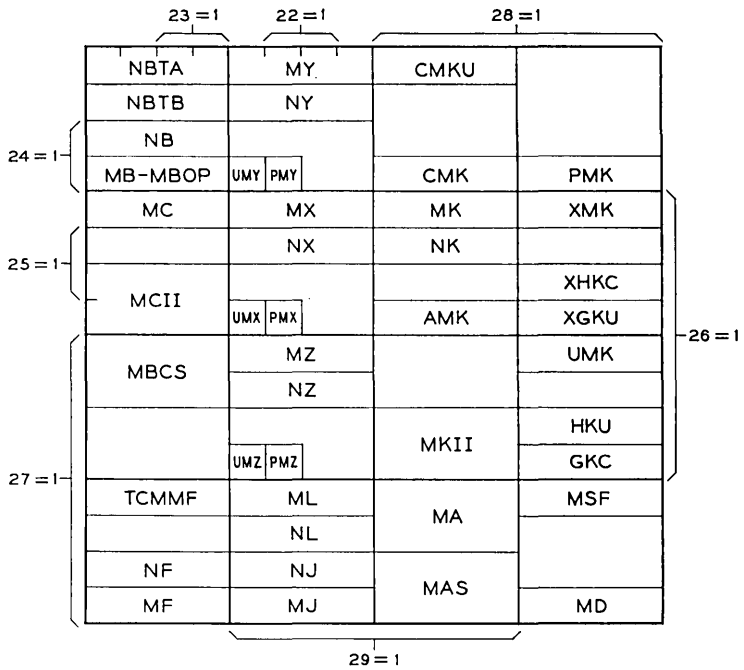 23=1 22=1 28=1
NBTA MY CMKU
NBTB NY
NB
24=1
MB-MBOP UMY PMY CMK PMK
MC MX MK XMK
NX NK
25=1
XHKC
MCII
UMX PMX AMK XGKU
26=1
MZ UMK
MBCS
NZ
HKU
MKII
27=1
UMZ PMZ GKC
TCMMF ML MSF
MA
NL
NF NJ
MAS
MF MJ MD
29=1